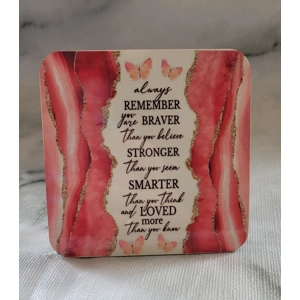 always
REMEMBER
you are BRAVER
than you believe
STRONGER
than you seem
SMARTER
than you think
and LOVED
more
than you know